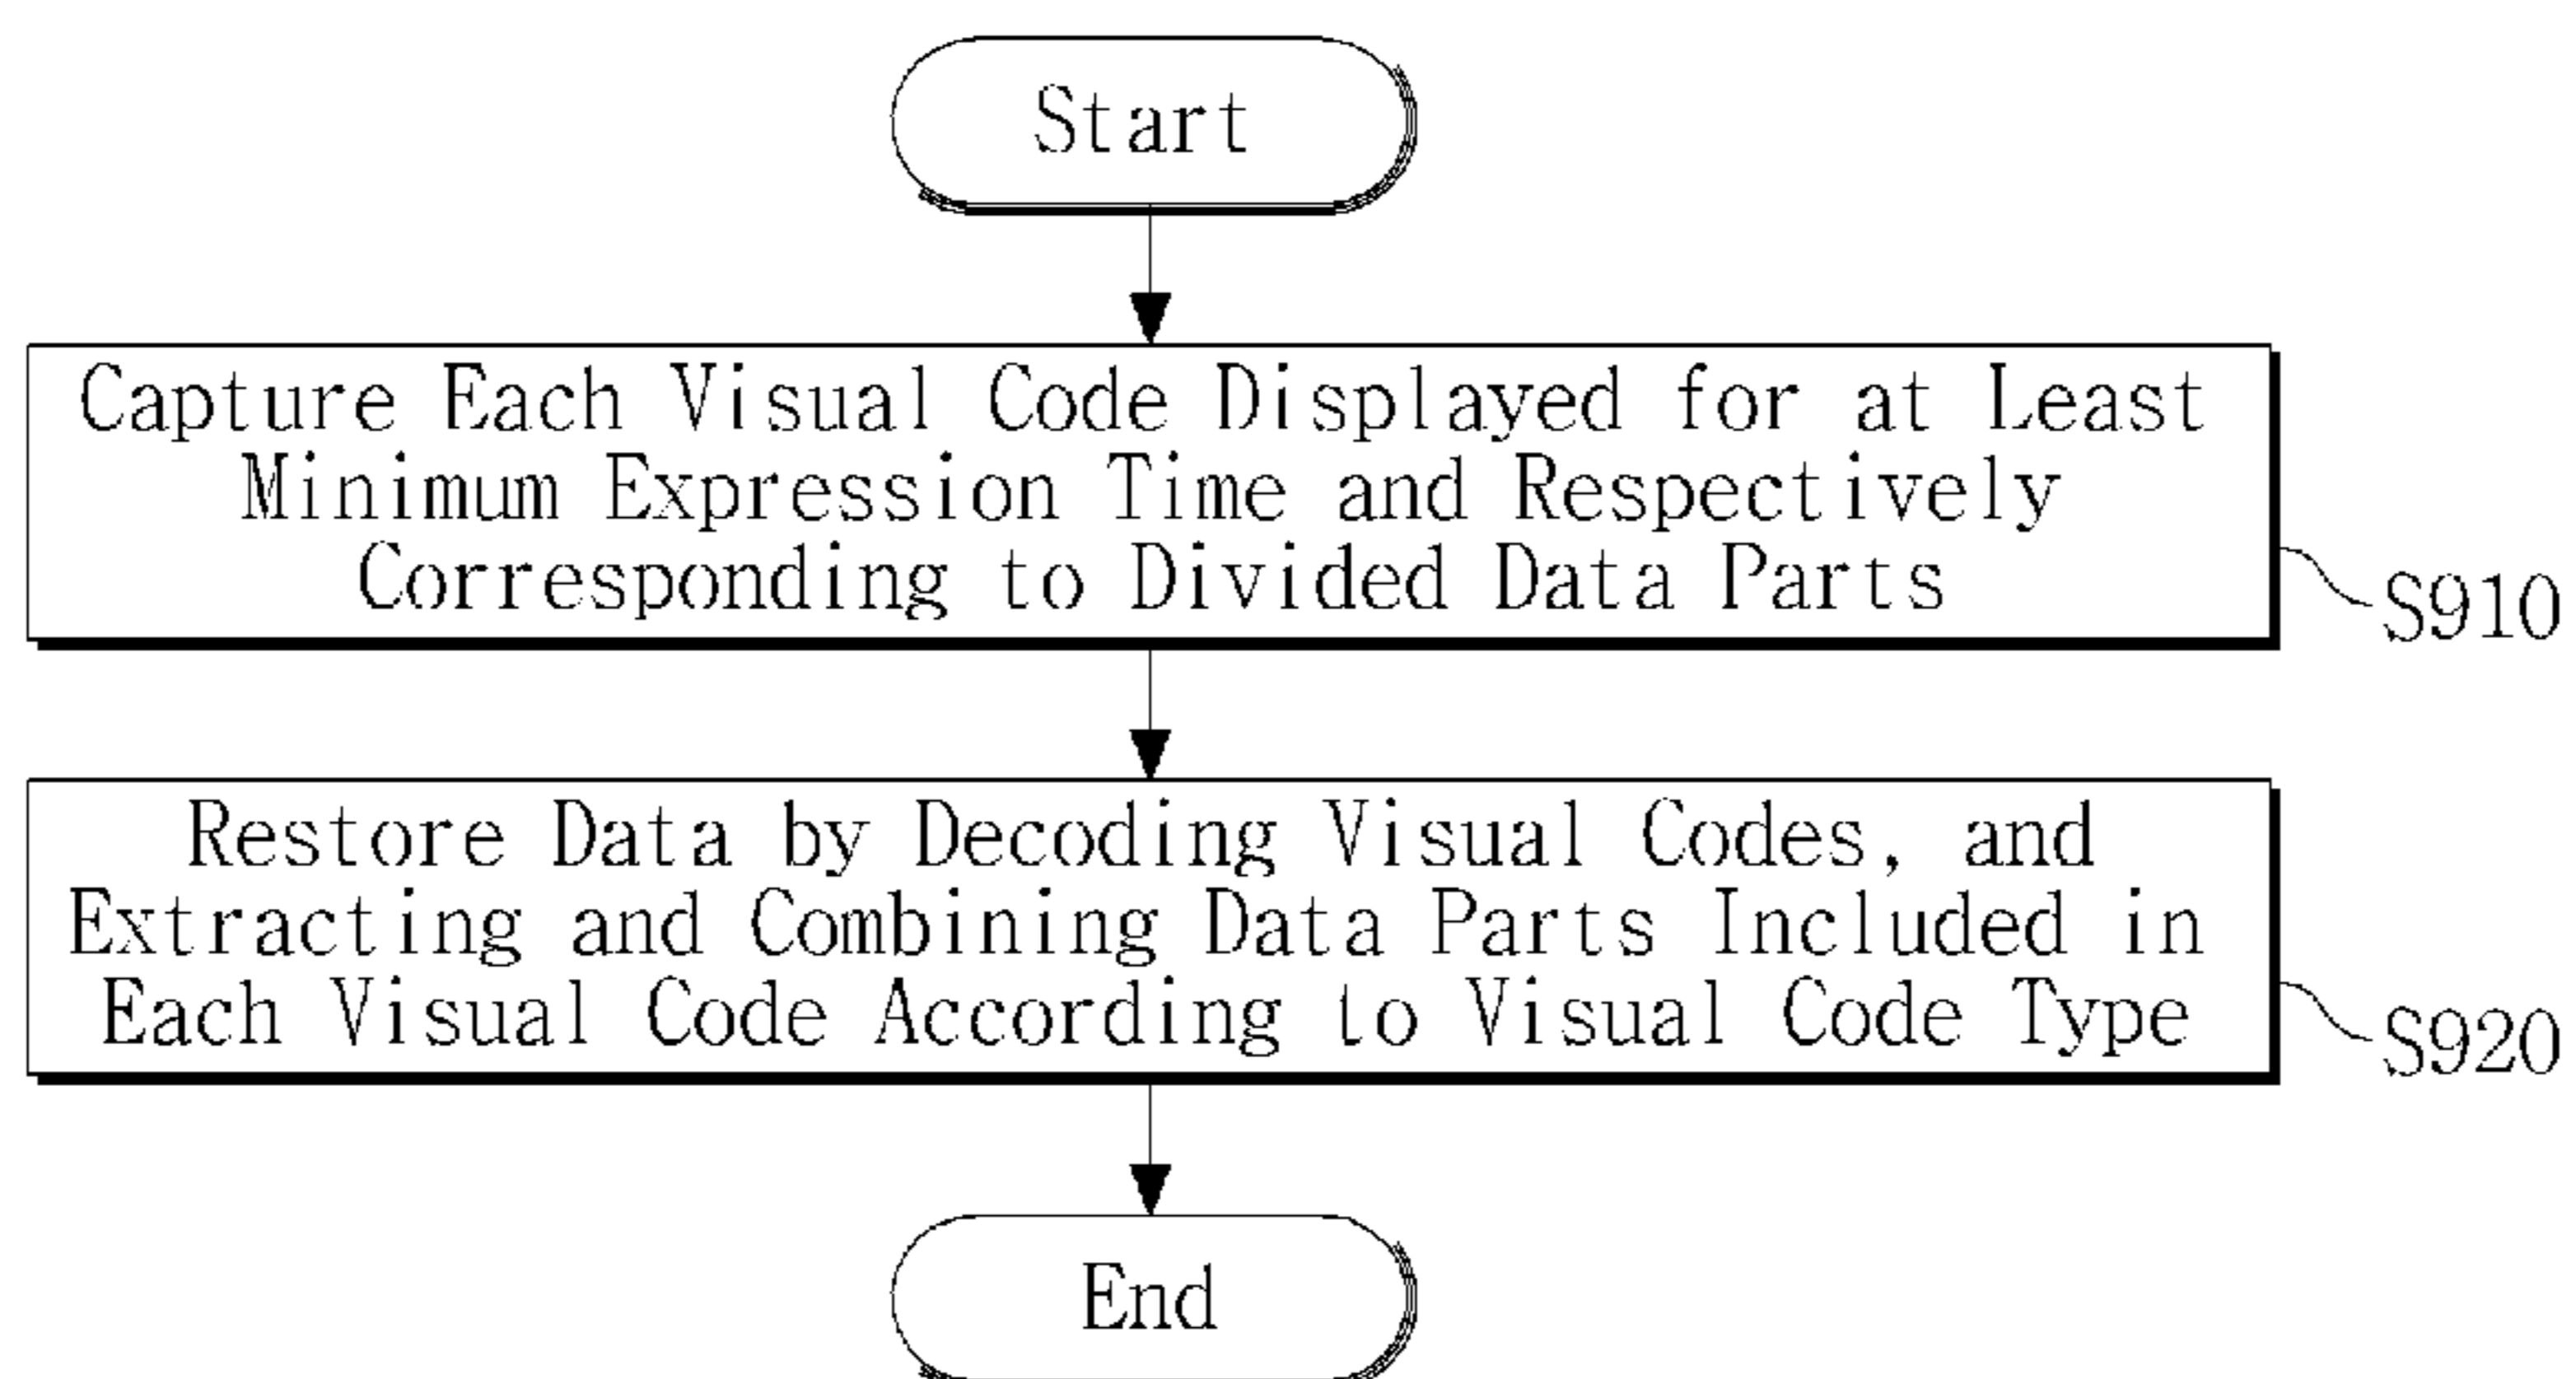 Start
Capture Each Visual Code Displayed for at Least
Minimum Expression Time and Respectively
Corresponding to Divided Data Parts
S910
Restore Data by Decoding Visual Codes, and
Extracting and Combining Data Parts Included in
Each Visual Code According to Visual Code Type
S920
End